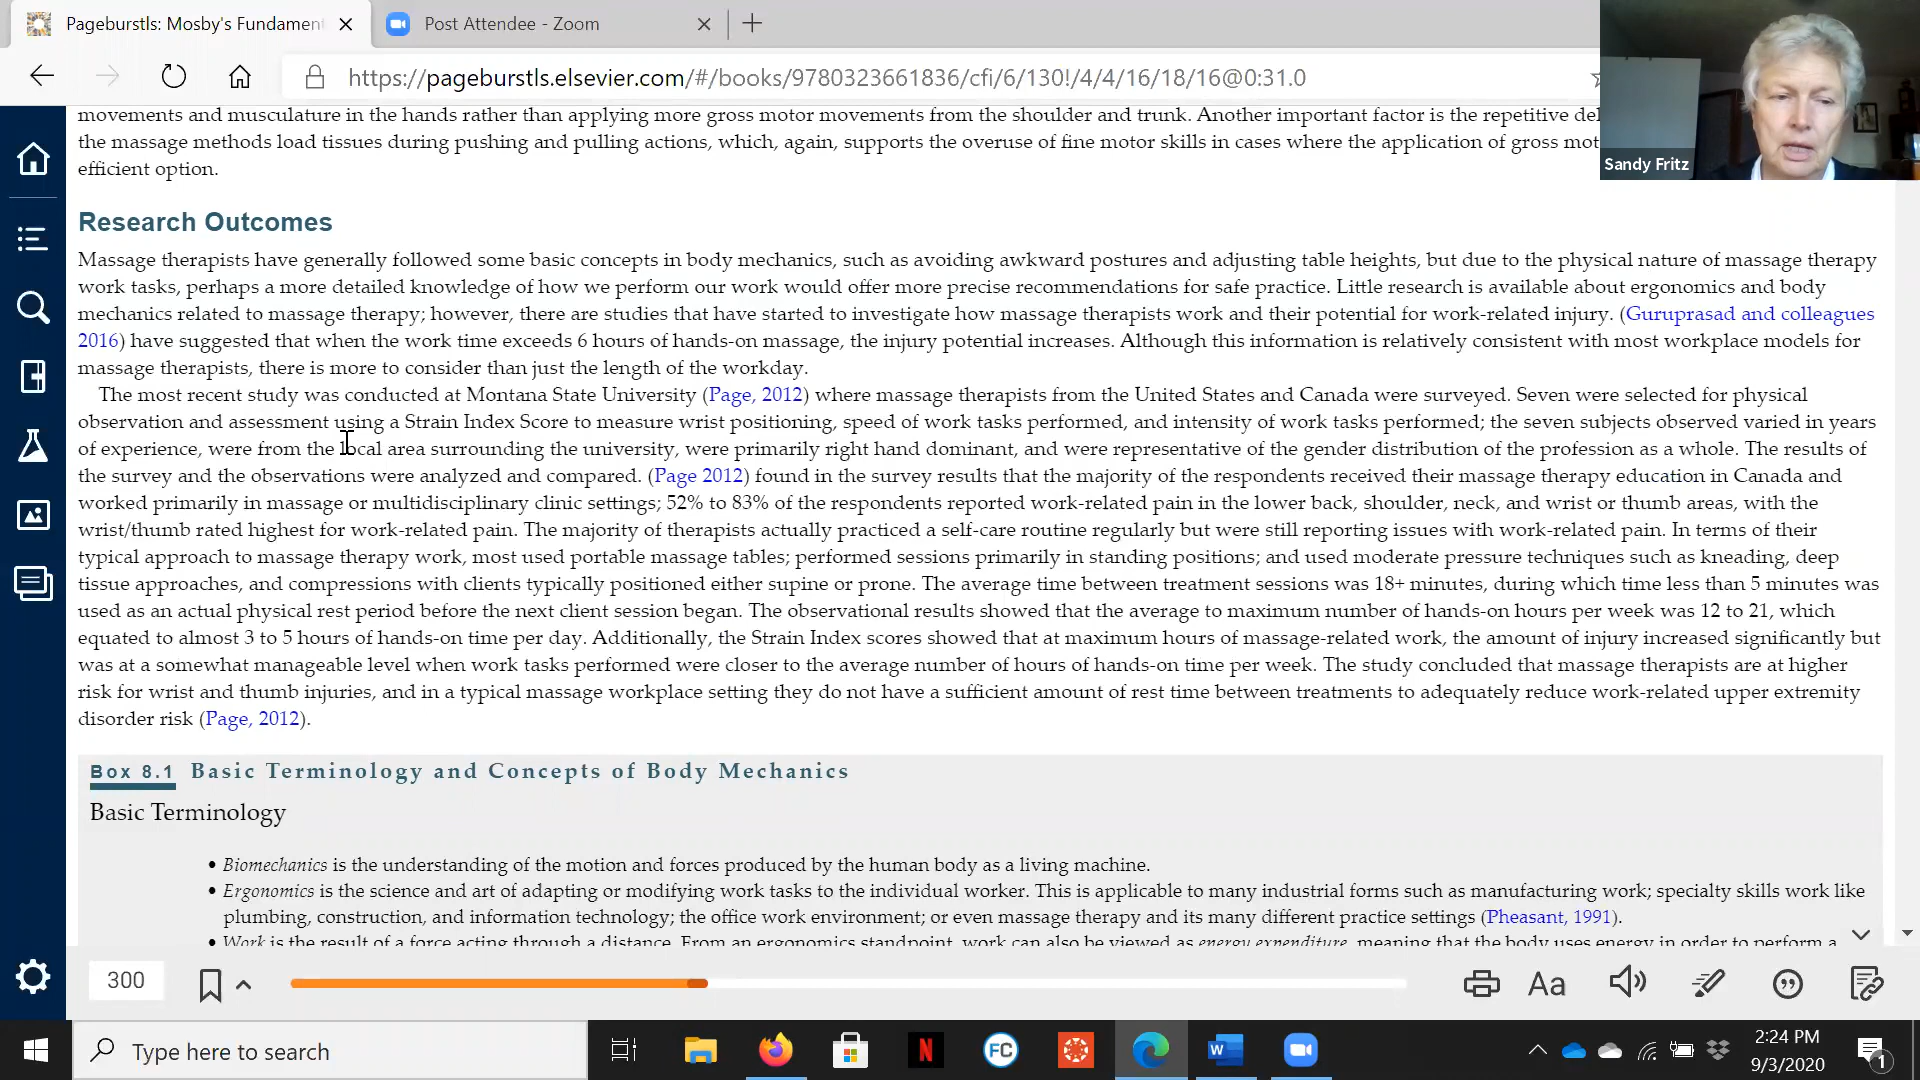 Pageburstls: Mosby's Fundament
Post Attendee - Zoom
https://pageburstls.elsevier.com/#/books/9780323661836/cfi/6/130!/4/4/16/18/16@0:31.0
Sandy Fritz
movements and musculature in the hands rather than applying more gross motor movements from the shoulder and trunk. Another important factor is the repetitive del
the massage methods load tissues during pushing and pulling actions, which, again, supports the overuse of fine motor skills in cases where the application of gross mot
efficient option.
Research Outcomes
Massage therapists have generally followed some basic concepts in body mechanics, such as avoiding awkward postures and adjusting table heights, but due to the physical nature of massage therapy
work tasks, perhaps a more detailed knowledge of how we perform our work would offer more precise recommendations for safe practice. Little research is available about ergonomics and body
mechanics related to massage therapy; however, there are studies that have started to investigate how massage therapists work and their potential for work-related injury. (Guruprasad and colleagues
2016) have suggested that when the work time exceeds 6 hours of hands-on massage, the injury potential increases. Although this information is relatively consistent with most workplace models for
massage therapists, there is more to consider than just the length of the workday.
The most recent study was conducted at Montana State University (Page, 2012) where massage therapists from the United States and Canada were surveyed. Seven were selected for physical
observation and assessment using a Strain Index Score to measure wrist positioning, speed of work tasks performed, and intensity of work tasks performed; the seven subjects observed varied in years
of experience, were from the local area surrounding the university, were primarily right hand dominant, and were representative of the gender distribution of the profession as a whole. The results of
the survey and the observations were analyzed and compared. (Page 2012) found in the survey results that the majority of the respondents received their massage therapy education in Canada and
worked primarily in massage or multidisciplinary clinic settings; 52% to 83% of the respondents reported work-related pain in the lower back, shoulder, neck, and wrist or thumb areas, with the
wrist/thumb rated highest for work-related pain. The majority of therapists actually practiced a self-care routine regularly but were still reporting issues with work-related pain. In terms of their
typical approach to massage therapy work, most used portable massage tables; performed sessions primarily in standing positions; and used moderate pressure techniques such as kneading, deep
tissue approaches, and compressions with clients typically positioned either supine or prone. The average time between treatment sessions was 18+ minutes, during which time less than 5 minutes was
used as an actual physical rest period before the next client session began. The observational results showed that the average to maximum number of hands-on hours per week was 12 to 21, which
equated to almost 3 to 5 hours of hands-on time per day. Additionally, the Strain Index scores showed that at maximum hours of massage-related work, the amount of injury increased significantly but
was at a somewhat manageable level when work tasks performed were closer to the average number of hours of hands-on time per week. The study concluded that massage therapists are at higher
risk for wrist and thumb injuries, and in a typical massage workplace setting they do not have a sufficient amount of rest time between treatments to adequately reduce work-related upper extremity
disorder risk (Page, 2012).
Box 8.1 Basic Terminology and Concepts of Body Mechanics
Basic Terminology
• Biomechanics is the understanding of the motion and forces produced by the human body as a living machine.
• Ergonomics is the science and art of adapting or modifying work tasks to the individual worker. This is applicable to many industrial forms such as manufacturing work; specialty skills work like
plumbing, construction, and information technology; the office work environment; or even massage therapy and its many different practice settings (Pheasant, 1991).
• Work is the result of a force acting through a distance. From an ergonomics standpoint, work can also be viewed as energy expenditure, meaning that the body uses energy in order to perform a
300
Aa
Type here to search
N
FC
W
2:24 PM
9/3/2020
1